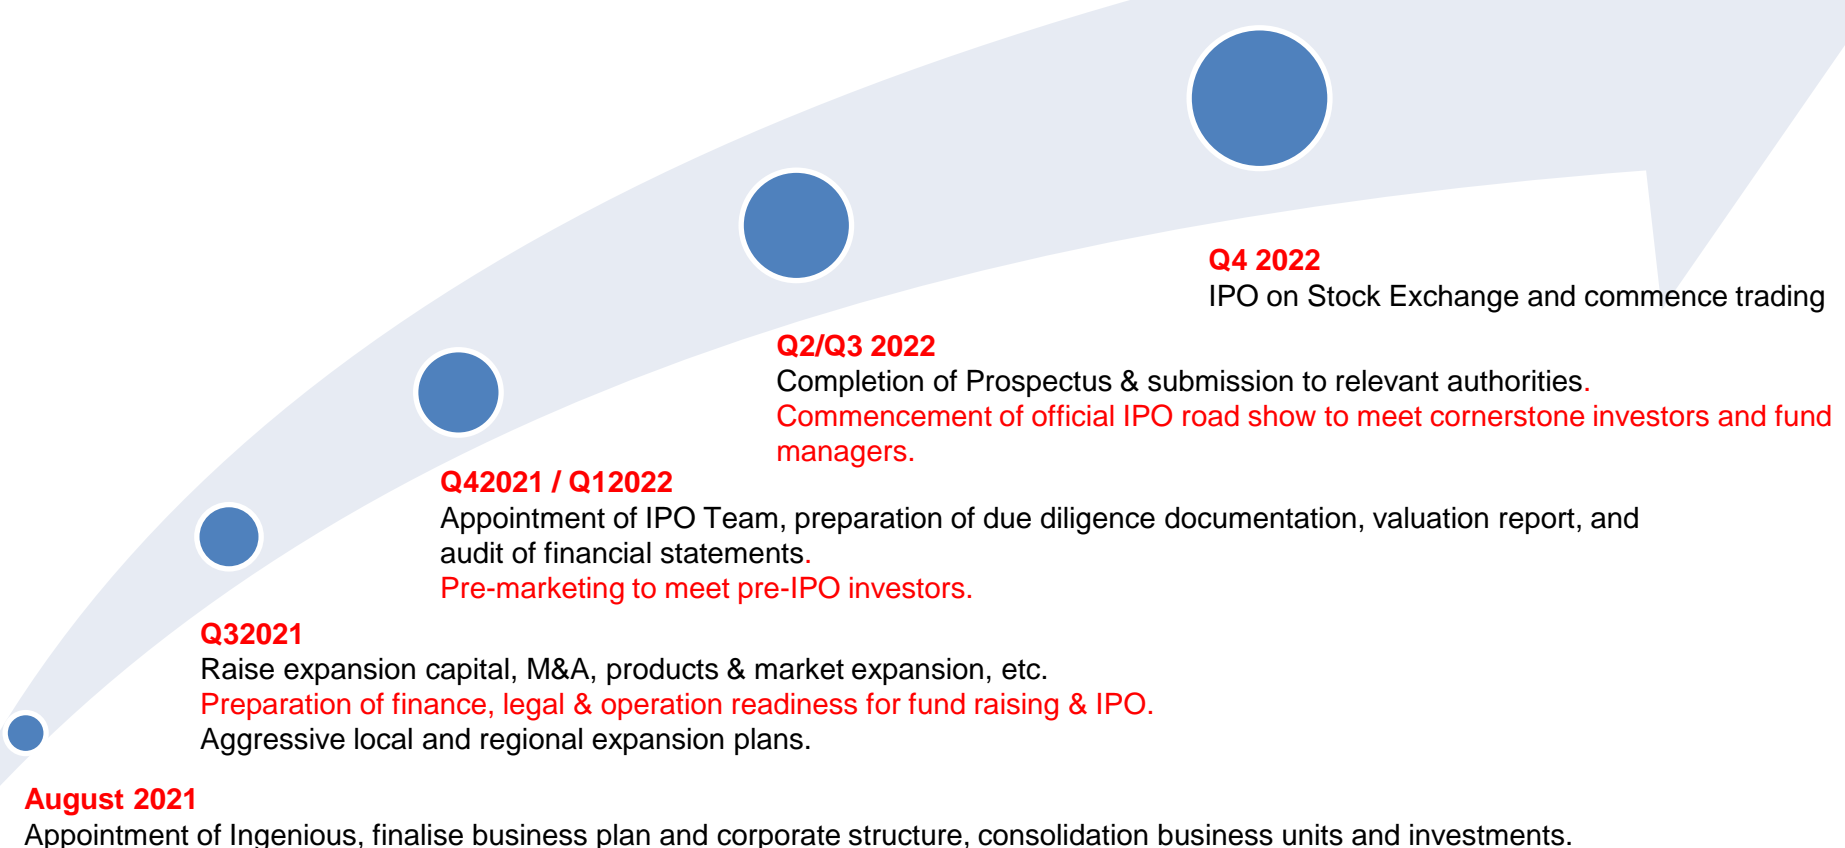 Q4 2022
IPO on Stock Exchange and commence trading
Q2/Q3 2022
Completion of Prospectus & submission to relevant authorities.
Commencement of official IPO road show to meet cornerstone investors and fund
managers.
Q42021 / Q12022
Appointment of IPO Team, preparation of due diligence documentation, valuation report, and
audit of financial statements.
Pre-marketing to meet pre-IPO investors.
Q32021
Raise expansion capital, M&A, products & market expansion, etc.
Preparation of finance, legal & operation readiness for fund raising & IPO.
Aggressive local and regional expansion plans.
August 2021
Appointment of Ingenious, finalise business plan and corporate structure, consolidation business units and investments.